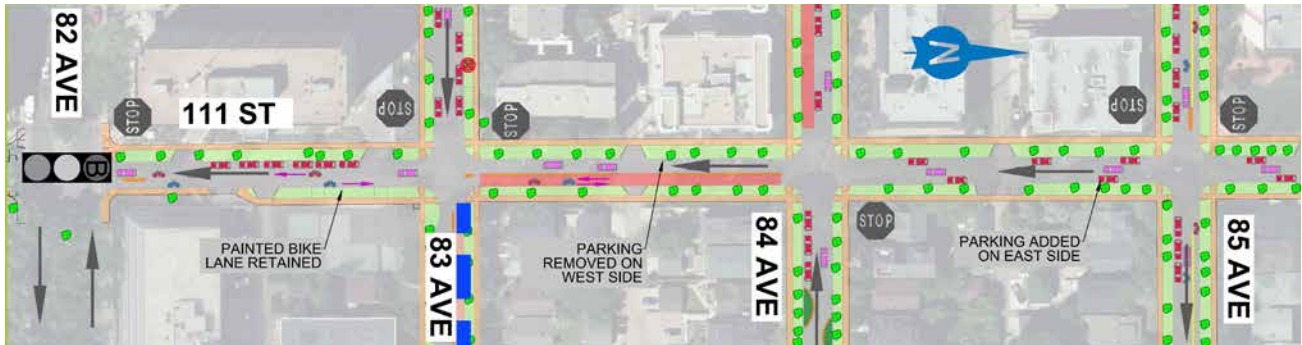 82 AVE
111 ST
STOP
STOP
STOP
STOP
STOP
STOP
N
B
PAINTED BIKE
LANE RETAINED
83 AVE
PARKING
REMOVED ON
WEST SIDE
84 AVE
PARKING ADDED
ON EAST SIDE
85 AVE